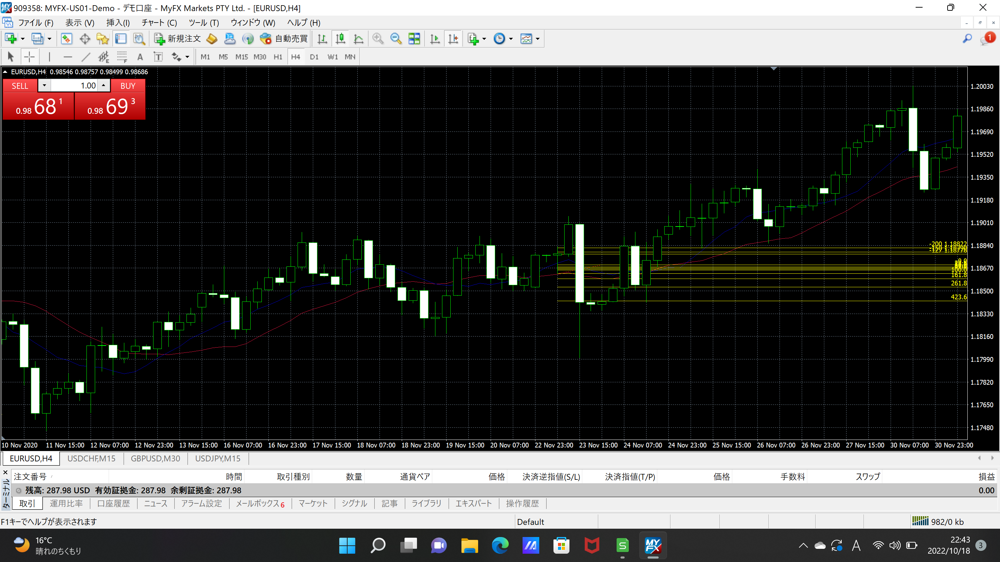 909358: MYFX-US01-Demo - デモ口座 - MyFX Markets PTY Ltd. - [EURUSD,H4]
ファイル (F) 表示 (V) 挿入(I) チャート (C) ツール (T) ウィンドウ (W) ヘルプ (H)
新規注文 自動売買 1
A T E F M1 M5 M15 M30 H1 H4 D1 W1 MN
EURUSD,H4 0.98546 0.98757 0.98499 0.98686
SELL 1.00 BUY
0.98 68 1 0.98 69 3
1.20030
1.19860
1.19690
1.19520
1.19350
1.19180
1.19010
-200 1.18822
1.18840
0.0
1.18670
100.0
161.8
261.8
1.18500
423.6
1.18330
1.18160
1.17990
1.17820
1.17650
1.17480
10 Nov 2020 11 Nov 15:00 12 Nov 07:00 12 Nov 23:00 13 Nov 15:00 16 Nov 07:00 16 Nov 23:00 17 Nov 15:00 18 Nov 07:00 18 Nov 23:00 19 Nov 15:00 20 Nov 07:00 22 Nov 23:00 23 Nov 15:00 24 Nov 07:00 24 Nov 23:00 25 Nov 15:00 26 Nov 07:00 26 Nov 23:00 27 Nov 15:00 30 Nov 07:00 30 Nov 23:00
EURUSD,H4 USDCHF,M15 GBPUSD,M30 USDJPY,M15
ターミナル
注文番号 時間 取引種別 数量 通貨ペア 価格 決済逆指値(S/L) 決済指値(T/P) 価格 手数料 スワップ 損益
残高: 287.98 USD 有効証拠金: 287.98 余剰証拠金: 287.98 0.00
取引 運用比率 口座履歴 ニュース アラーム設定 メールボックス 6 マーケット シグナル 記事 ライブラリ エキスパート 操作履歴
F1キーでヘルプが表示されます Default 982/0 kb
16°C
晴れのちくもり
S MY FX
A
22:43
2022/10/18
3